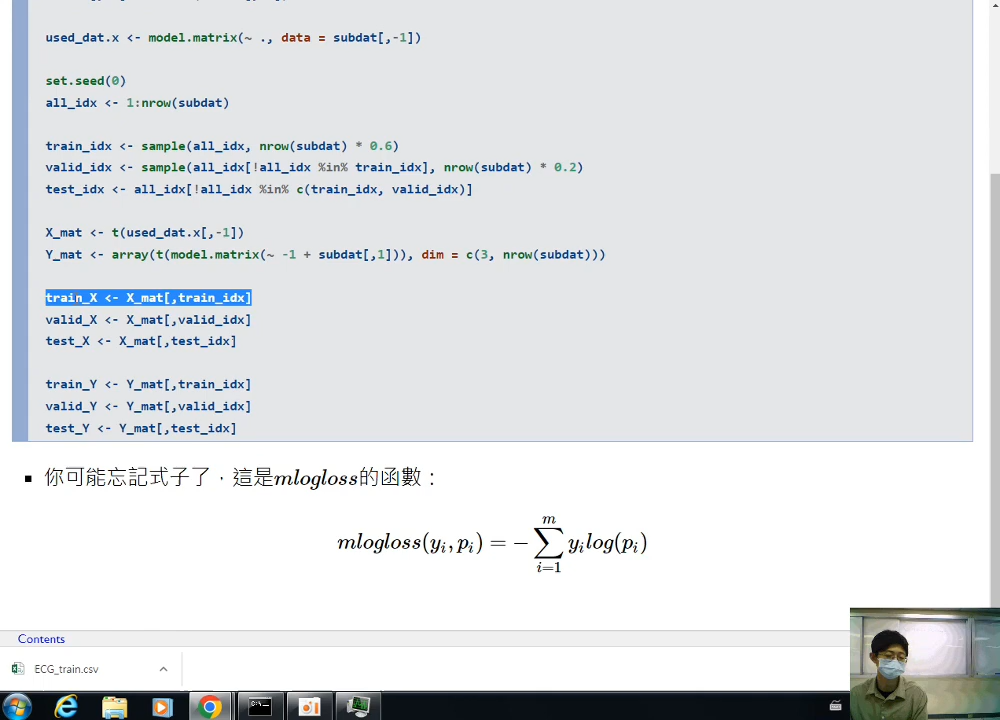 used_dat.x <- model.matrix(~ ., data = subdat[,-1])
set.seed(0)
all_idx <- 1:nrow(subdat)
train_idx <- sample(all_idx, nrow(subdat) * 0.6)
valid_idx <- sample(all_idx[!all_idx %in% train_idx], nrow(subdat) * 0.2)
test_idx <- all_idx[!all_idx %in% c(train_idx, valid_idx)]
X_mat <- t(used_dat.x[,-1])
Y_mat <- array(t(model.matrix(~ -1 + subdat[,1])), dim = c(3, nrow(subdat)))
train_X <- X_mat[,train_idx]
valid_X <- X_mat[,valid_idx]
test_X <- X_mat[,test_idx]
train_Y <- Y_mat[,train_idx]
valid_Y <- Y_mat[,valid_idx]
test_Y <- Y_mat[,test_idx]
▪ 你可能忘記式子了，這是mlogloss的函數：
mlogloss(y_i, p_i) = −∑_{i=1}^{m} y_i log(p_i)
Contents
ECG_train.csv